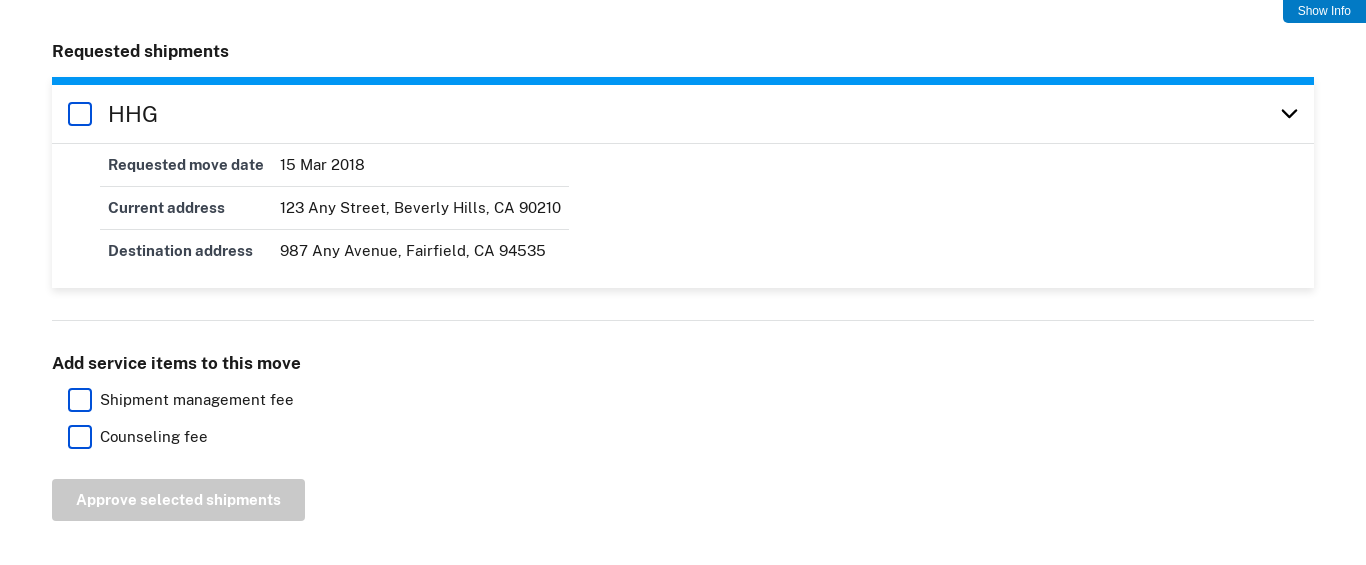 Show Info
Requested shipments
HHG
Requested move date 15 Mar 2018
Current address 123 Any Street, Beverly Hills, CA 90210
Destination address 987 Any Avenue, Fairfield, CA 94535
Add service items to this move
Shipment management fee
Counseling fee
Approve selected shipments